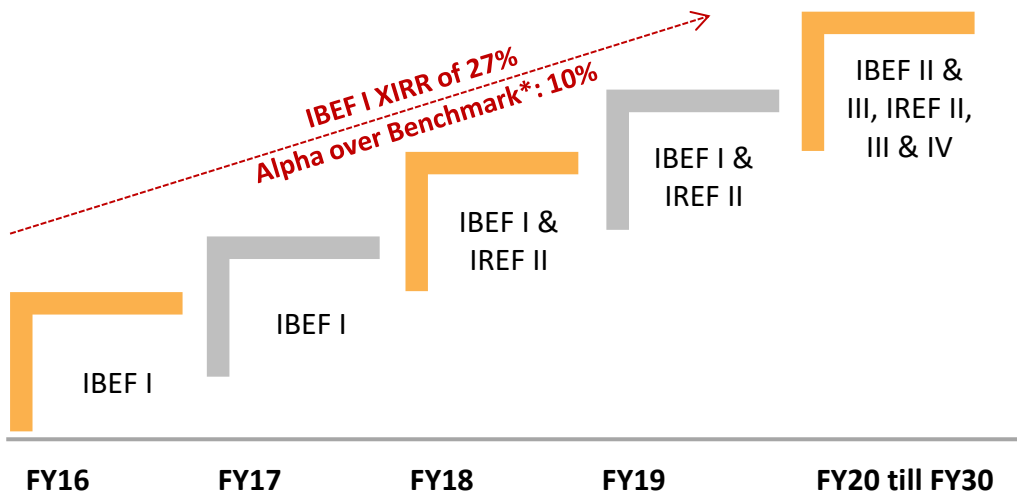 IBEF I XIRR of 27%
Alpha over Benchmark*: 10%
IBEF I
IBEF I
IBEF I &
IREF II
IBEF I &
IREF II
IBEF II &
III, IREF II,
III & IV
FY16
FY17
FY18
FY19
FY20 till FY30